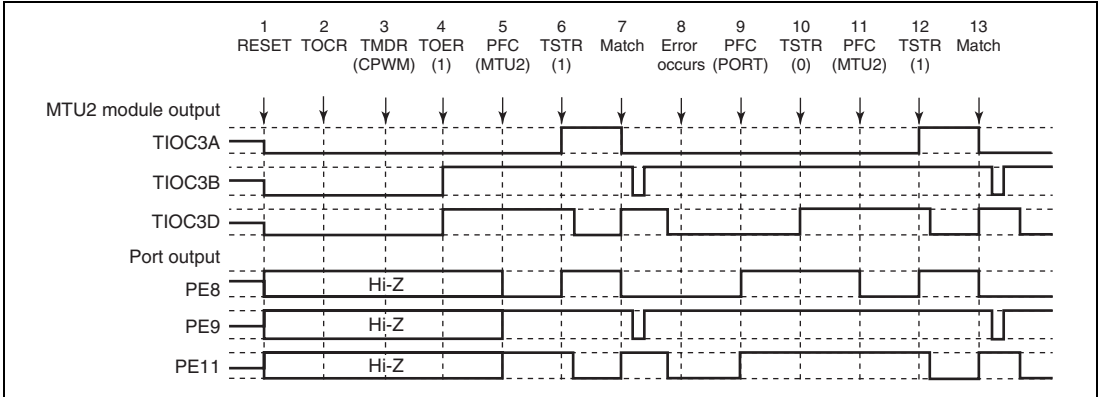 1 2 3 4 5 6 7 8 9 10 11 12 13
RESET TOCR TMDR TOER PFC TSTR Match Error PFC TSTR PFC TSTR Match
(CPWM) (1) (MTU2) (1) occurs (PORT) (0) (MTU2) (1)
MTU2 module output
TIOC3A
TIOC3B
TIOC3D
Port output
PE8 Hi-Z
PE9 Hi-Z
PE11 Hi-Z